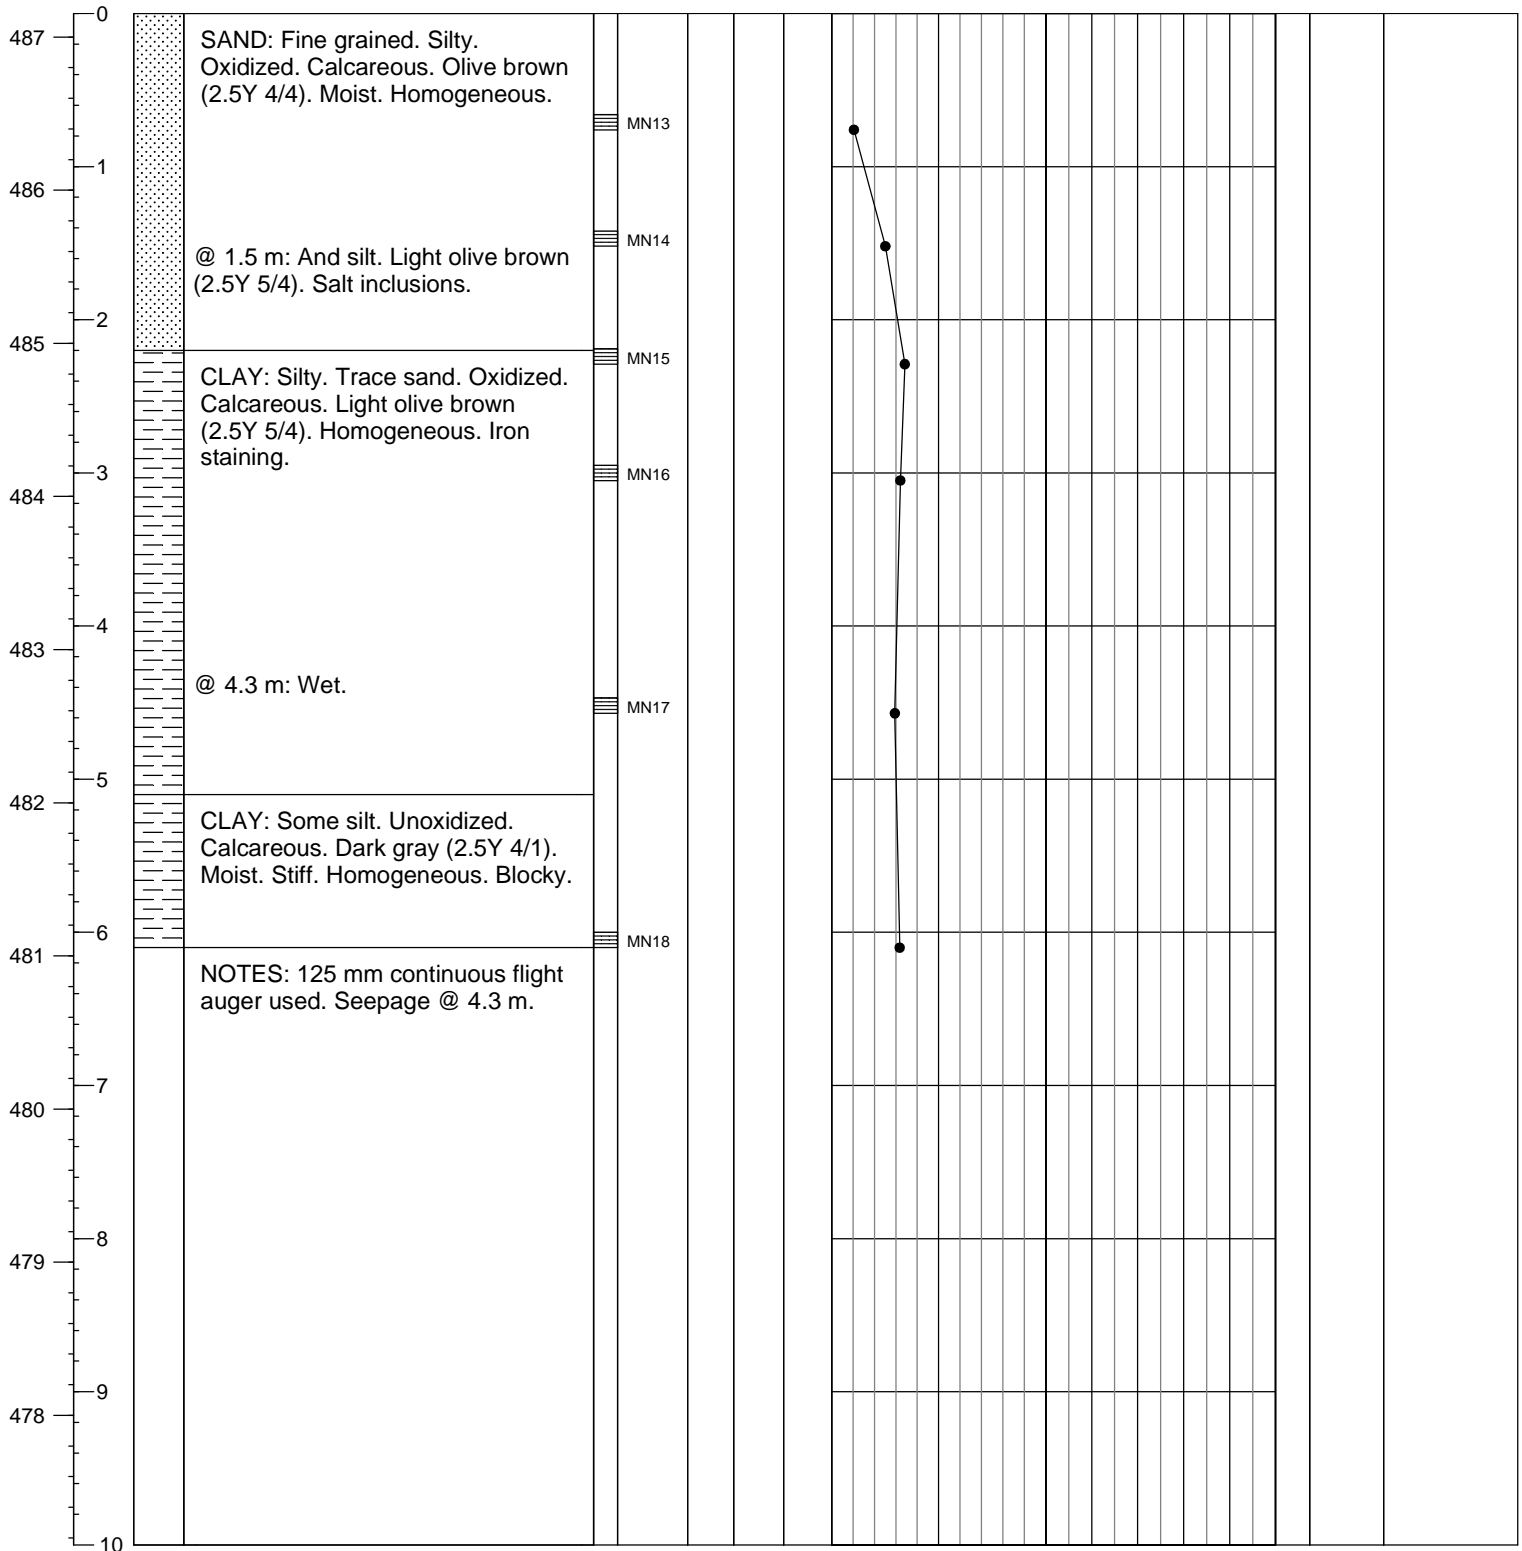 0
487
SAND: Fine grained. Silty.
Oxidized. Calcareous. Olive brown
(2.5Y 4/4). Moist. Homogeneous.
MN13
1
486
MN14
@ 1.5 m: And silt. Light olive brown
(2.5Y 5/4). Salt inclusions.
2
485
MN15
CLAY: Silty. Trace sand. Oxidized.
Calcareous. Light olive brown
(2.5Y 5/4). Homogeneous. Iron
staining.
3
MN16
484
4
483
@ 4.3 m: Wet.
MN17
5
482
CLAY: Some silt. Unoxidized.
Calcareous. Dark gray (2.5Y 4/1).
Moist. Stiff. Homogeneous. Blocky.
6
MN18
481
NOTES: 125 mm continuous flight
auger used. Seepage @ 4.3 m.
7
480
8
479
9
478
10